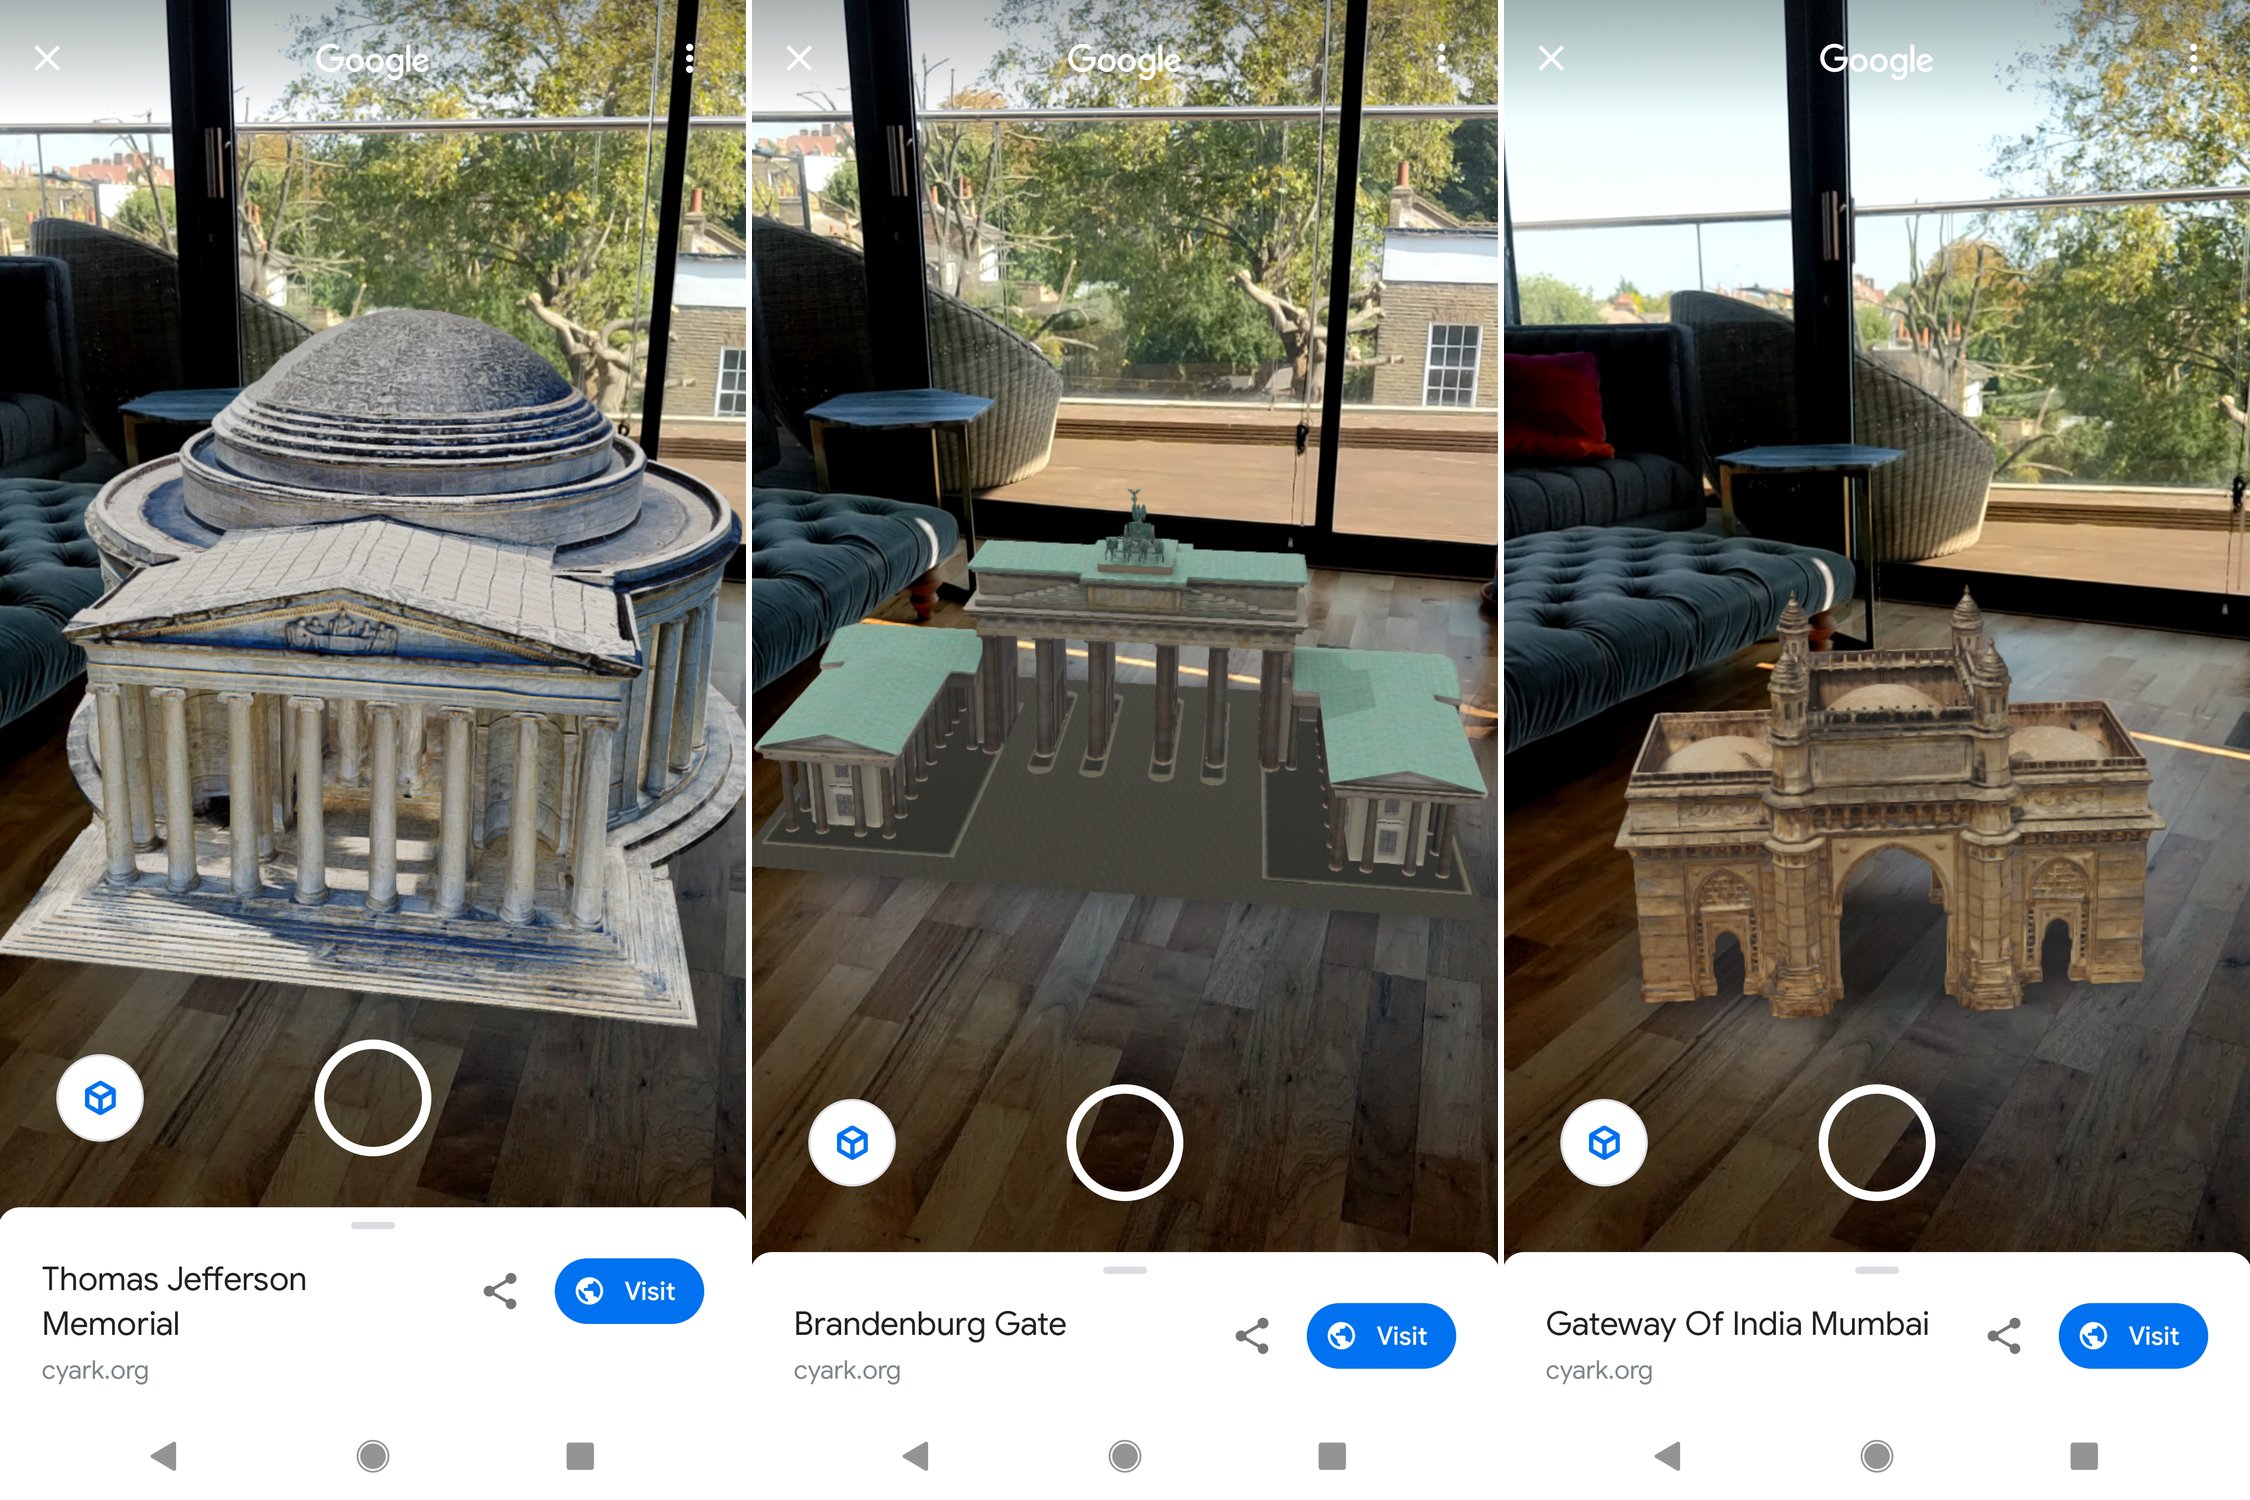 Google
Thomas Jefferson
Memorial
cyark.org
Visit
Google
Brandenburg Gate
cyark.org
Visit
Google
Gateway Of India Mumbai
cyark.org
Visit